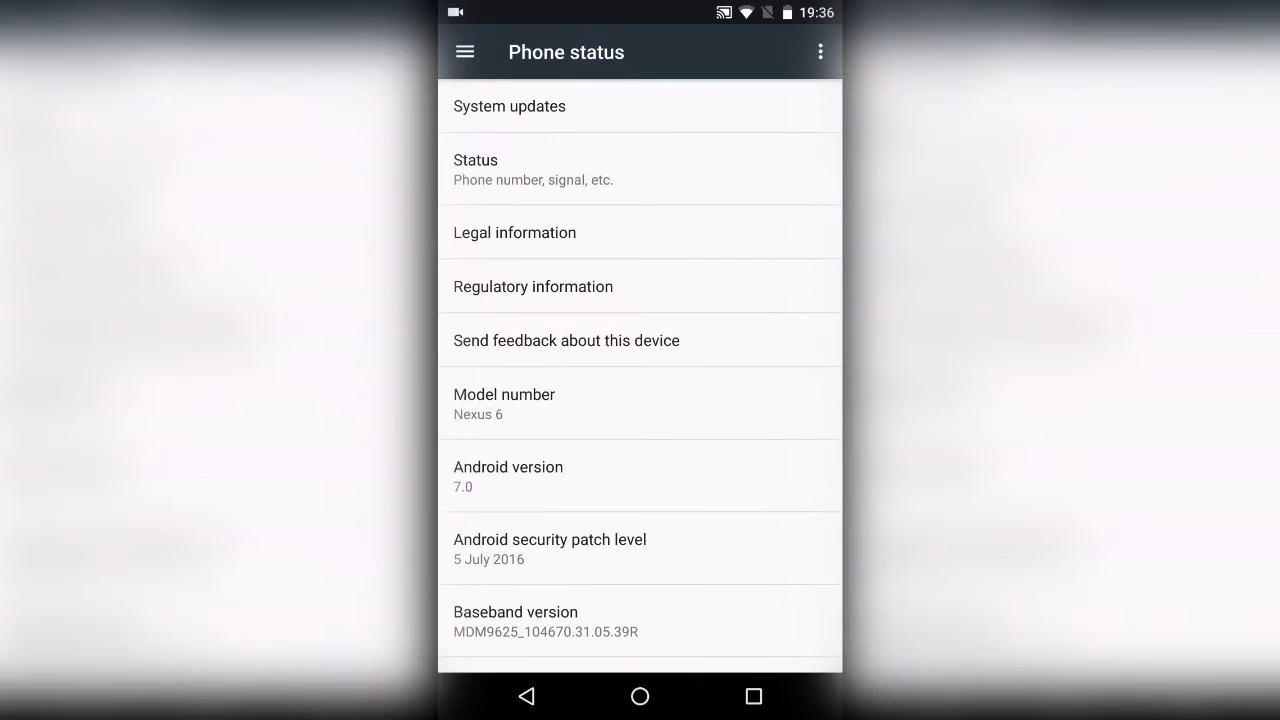 19:36
Phone status
System updates
Status
Phone number, signal, etc.
Legal information
Regulatory information
Send feedback about this device
Model number
Nexus 6
Android version
7.0
Android security patch level
5 July 2016
Baseband version
MDM9625_104670.31.05.39R